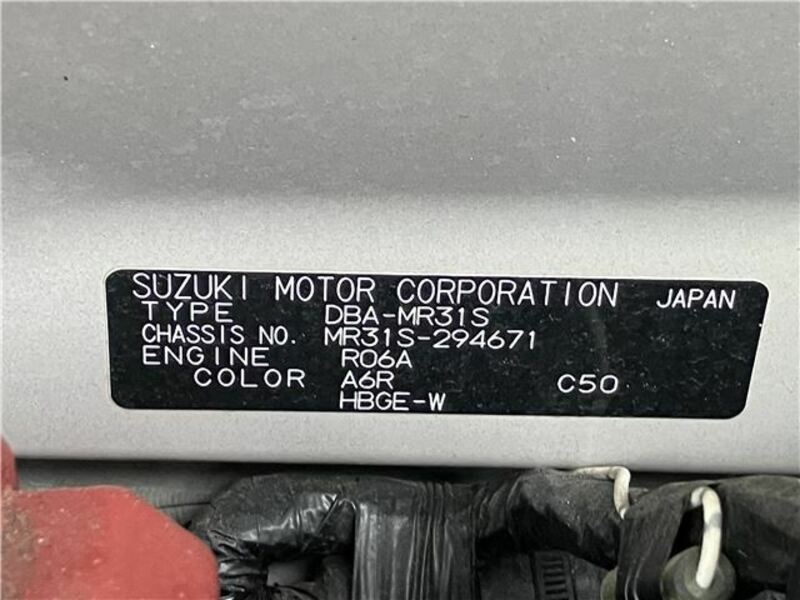 SUZUKI MOTOR CORPORATION JAPAN
TYPE DBA-MR31S
CHASSIS NO. MR31S-294671
ENGINE R06A
COLOR A6R C50
HBGE-W